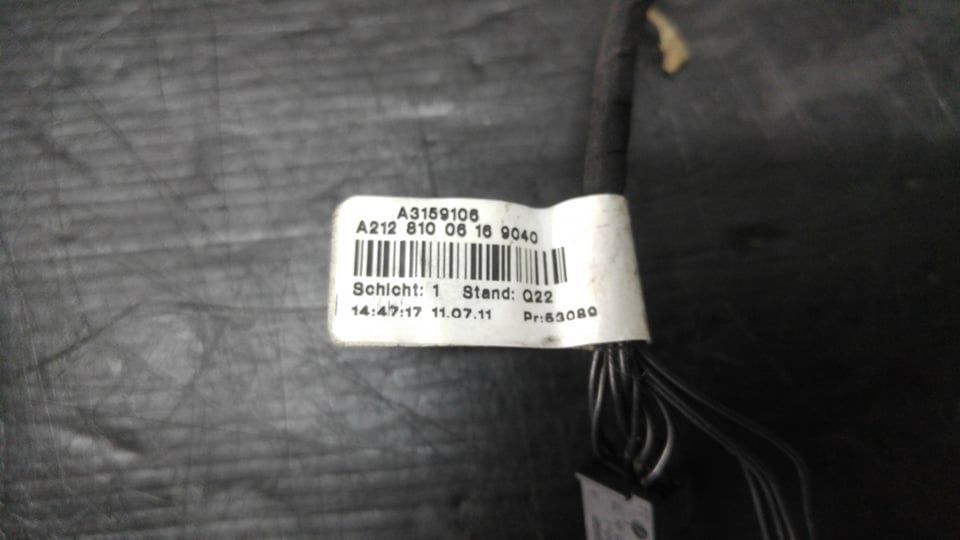 A3159106
A212 810 06 16 9040
Schicht: 1 Stand: Q22
14:47:17 11.07.11 Pr:53089